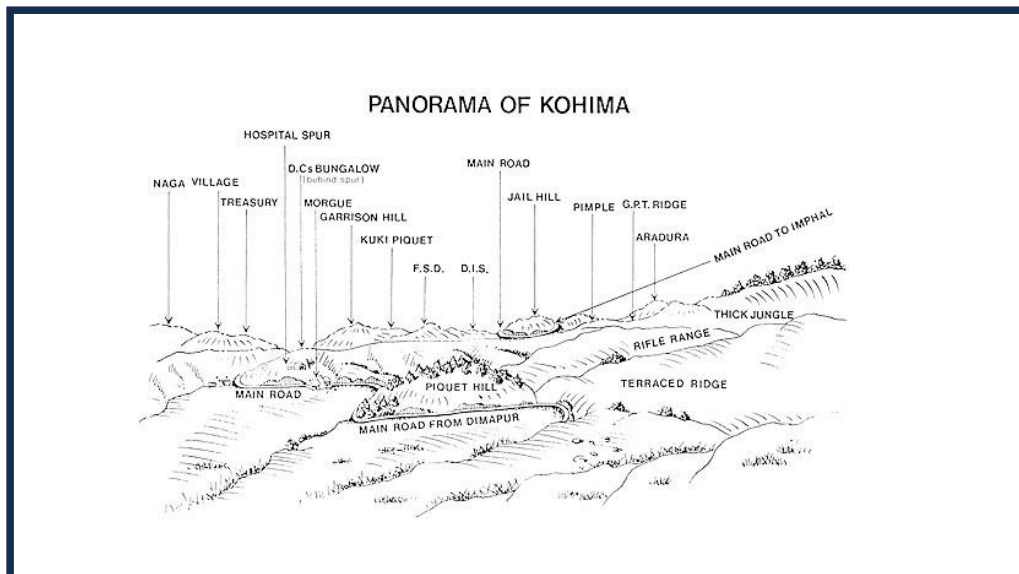 PANORAMA OF KOHIMA
HOSPITAL SPUR
D.Cs BUNGALOW
(behind spur)
MAIN ROAD
NAGA VILLAGE
TREASURY
MORGUE
JAIL HILL
PIMPLE
G.P.T. RIDGE
GARRISON HILL
KUKI PIQUET
ARADURA
MAIN ROAD TO IMPHAL
F.S.D.
D.I.S.
THICK JUNGLE
RIFLE RANGE
PIQUET HILL
TERRACED RIDGE
MAIN ROAD
MAIN ROAD FROM DIMAPUR